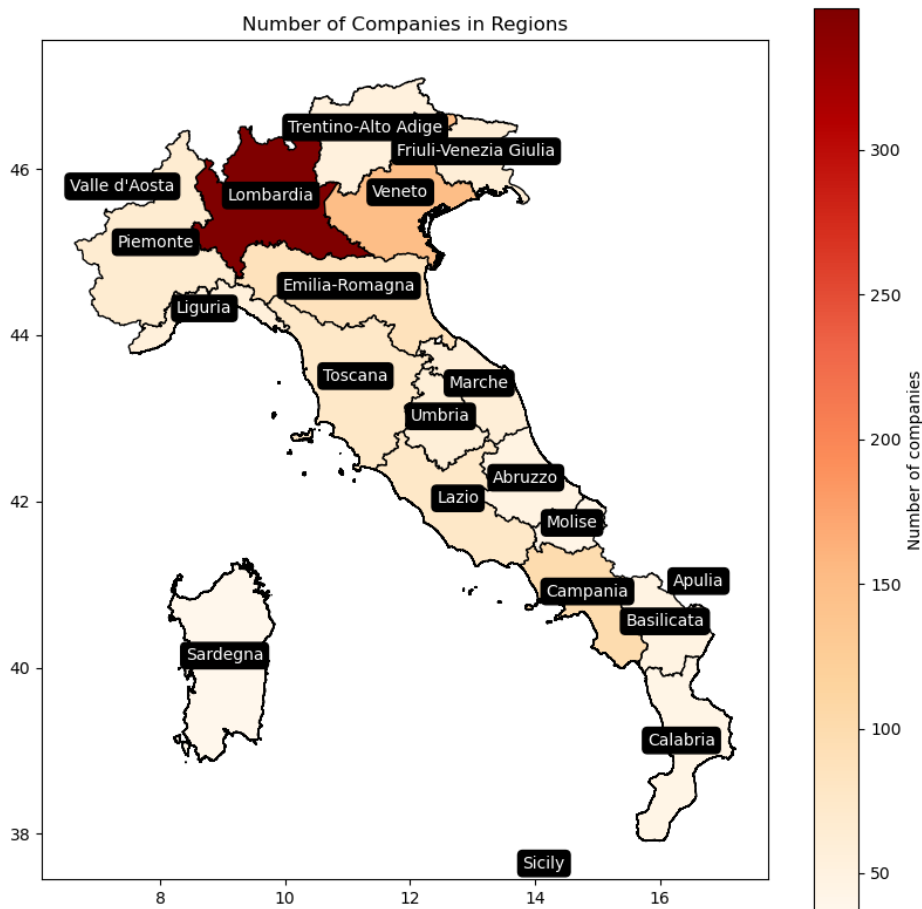 Number of Companies in Regions
Trentino-Alto Adige
Friuli-Venezia Giulia
Valle d'Aosta
Lombardia
Veneto
Piemonte
Emilia-Romagna
Liguria
Toscana
Marche
Umbria
Abruzzo
Lazio
Molise
Apulia
Campania
Basilicata
Sardegna
Calabria
Sicily
46
44
42
40
38
8
10
12
14
16
300
250
200
150
100
50
Number of companies